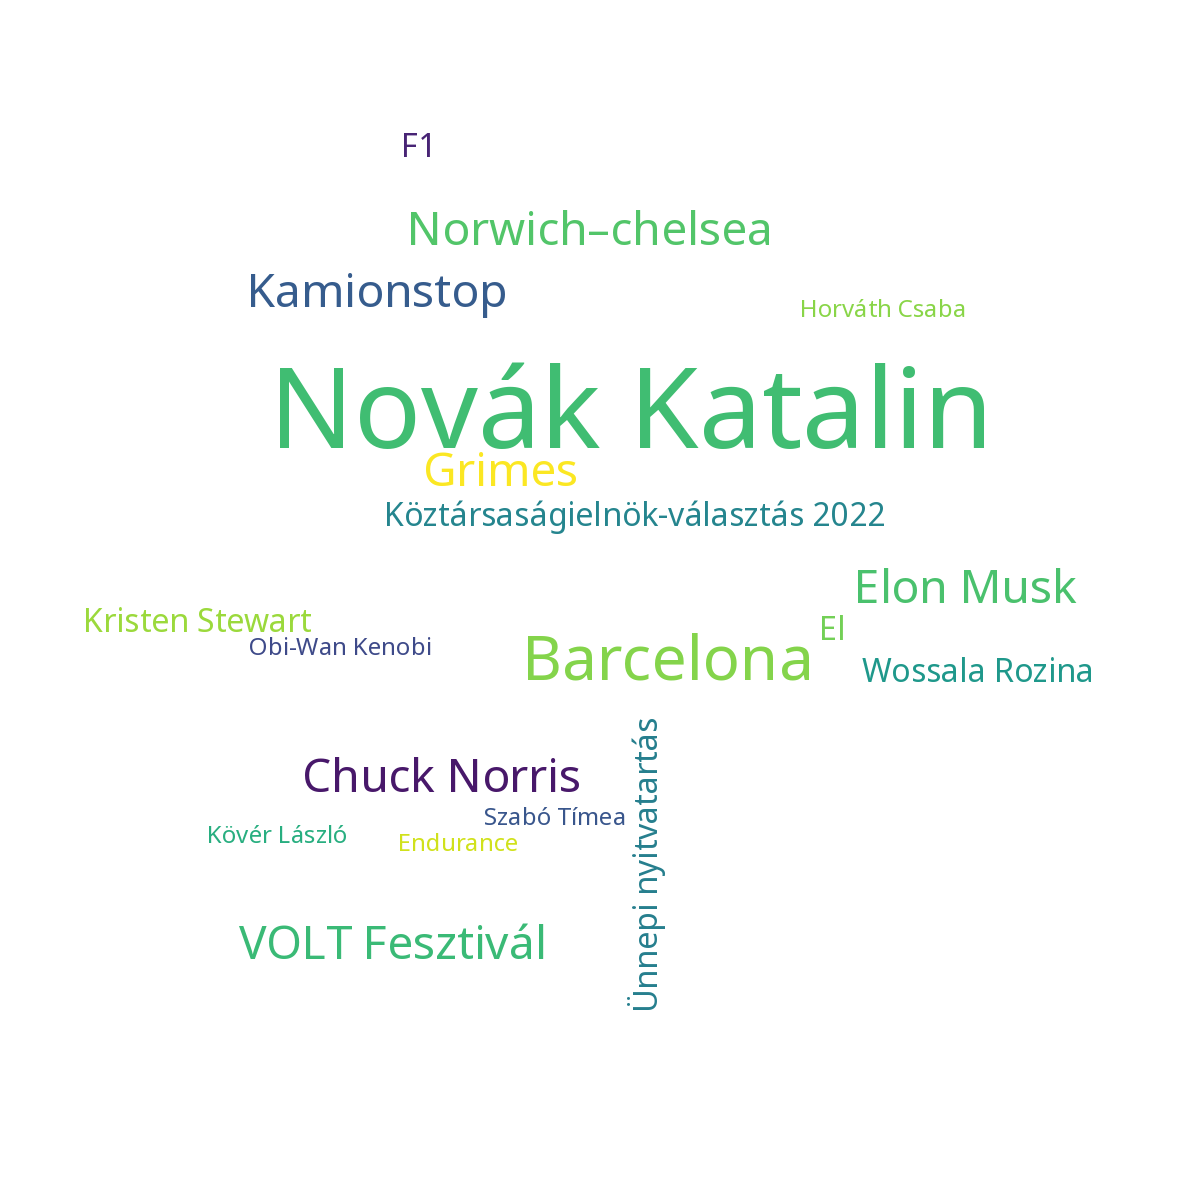 F1
Norwich–chelsea
Kamionstop
Horváth Csaba
Novák Katalin
Grimes
Köztársaságielnök-választás 2022
Elon Musk
Kristen Stewart
El
Obi-Wan Kenobi
Barcelona
Wossala Rozina
Ünnepi nyitvatartás
Chuck Norris
Szabó Tímea
Kövér László
Endurance
VOLT Fesztivál